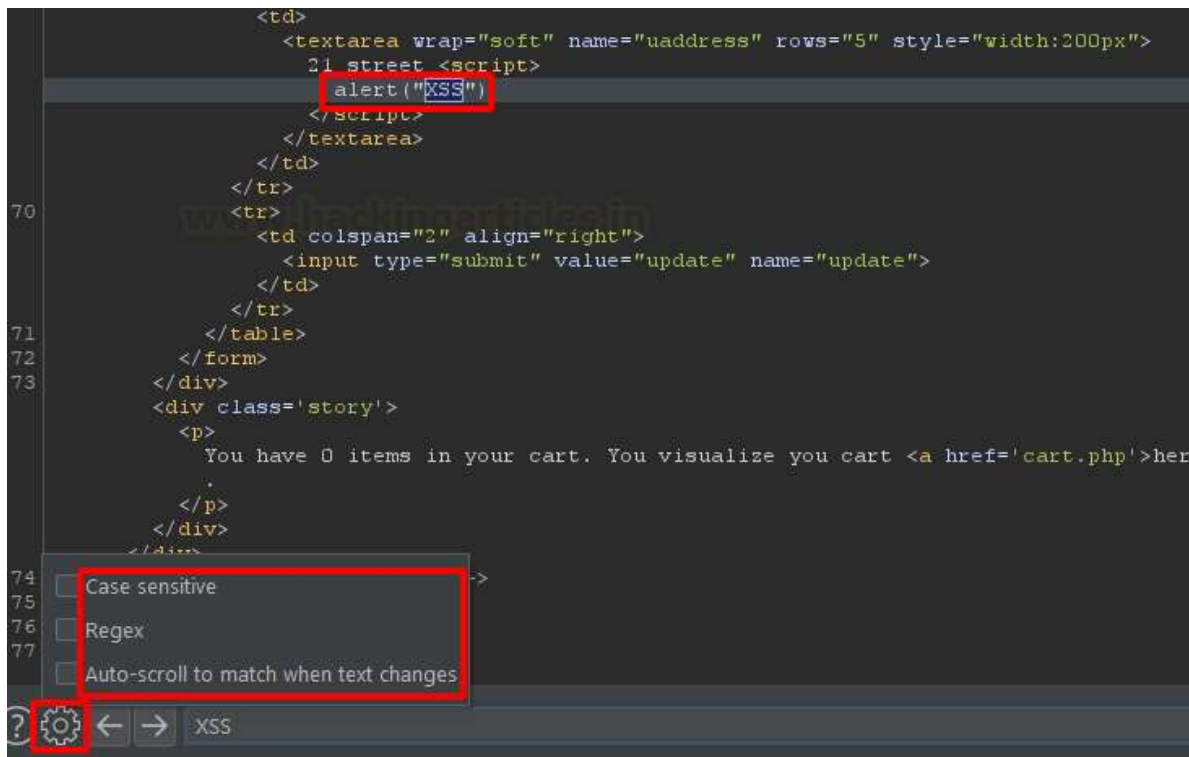 <td>
<textarea wrap="soft" name="uaddress" rows="5" style="width:200px">
21 street <script>
alert("XSS")
</script>
</textarea>
</td>
</tr>
70 <tr>
www.hackingarticles.in
<td colspan="2" align="right">
<input type="submit" value="update" name="update">
</td>
</tr>
71 </table>
72 </form>
73 </div>
<div class='story'>
<p>
You have 0 items in your cart. You visualize you cart <a href='cart.php'>her
.
</p>
</div>
</div>
74 -->
Case sensitive
75
76 Regex
77
Auto-scroll to match when text changes
? ← → XSS